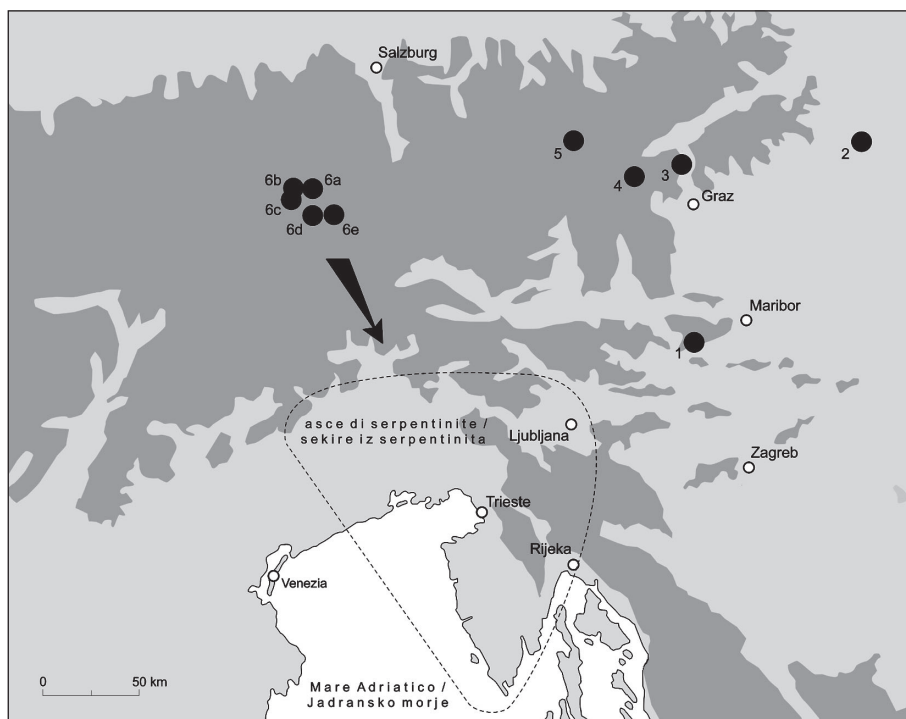 Salzburg
5
2
3
4
6b
6a
6c
Graz
6d
6e
Maribor
1
asce di serpentinite /
sekire iz serpentinita
Ljubljana
Zagreb
Trieste
Rijeka
Venezia
0
50 km
Mare Adriatico /
Jadransko morje